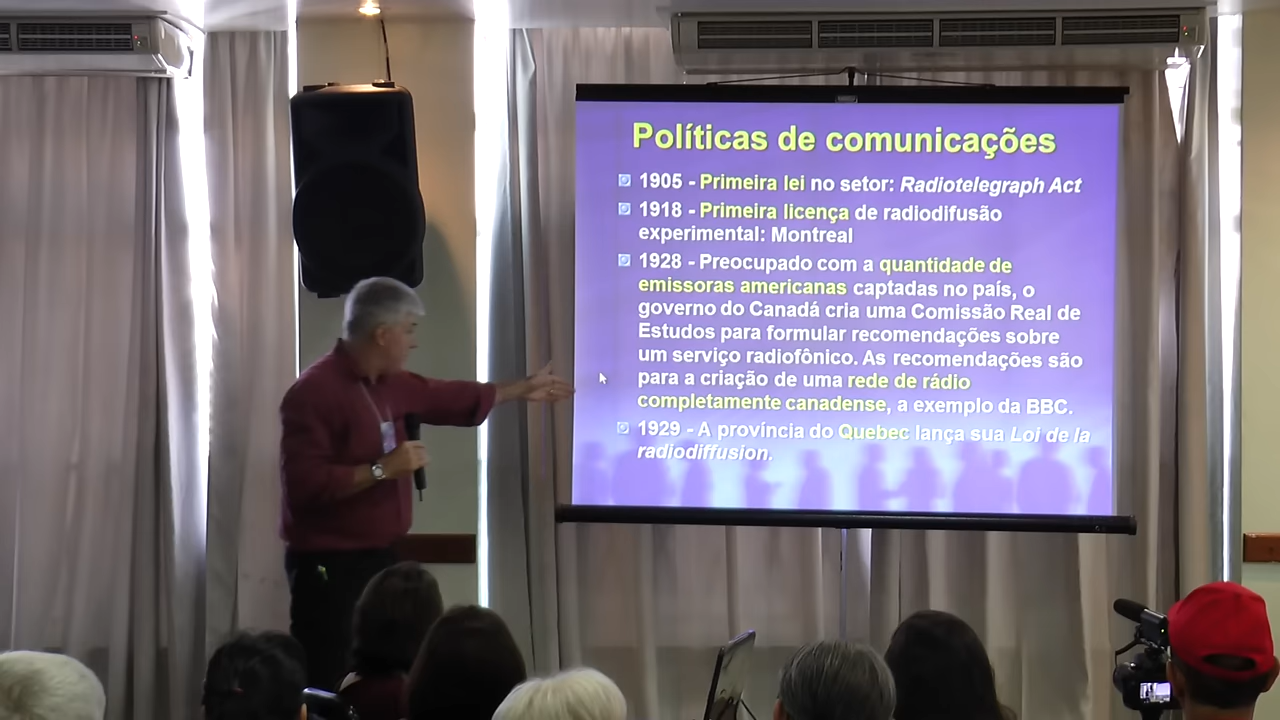 Políticas de comunicações
1905 - Primeira lei no setor: Radiotelegraph Act
1918 - Primeira licença de radiodifusão
experimental: Montreal
1928 - Preocupado com a quantidade de
emissoras americanas captadas no país, o
governo do Canadá cria uma Comissão Real de
Estudos para formular recomendações sobre
um serviço radiofônico. As recomendações são
para a criação de uma rede de rádio
completamente canadense, a exemplo da BBC.
1929 - A província do Quebec lança sua Loi de la
radiodiffusion.